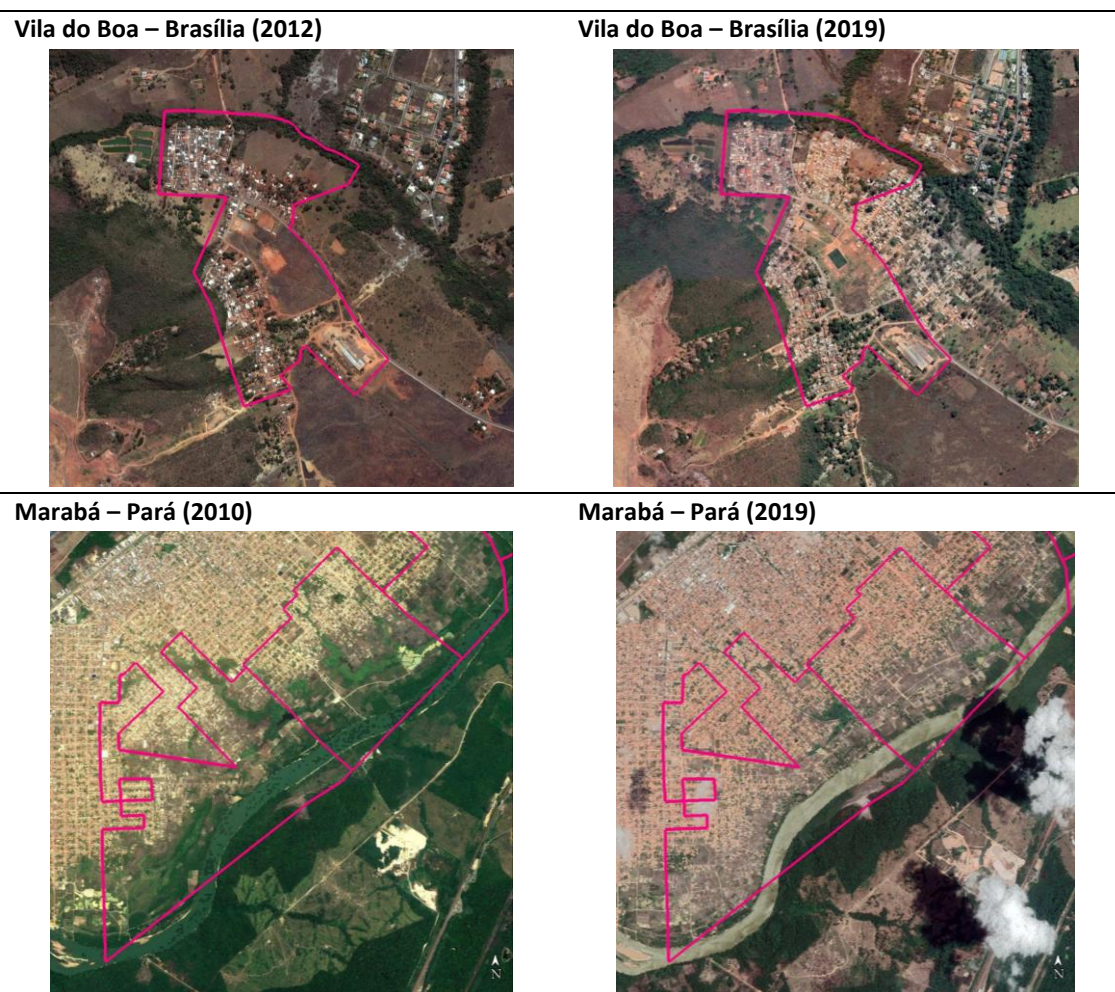 Vila do Boa – Brasília (2012)
Vila do Boa – Brasília (2019)
Marabá – Pará (2010)
Marabá – Pará (2019)
N
N